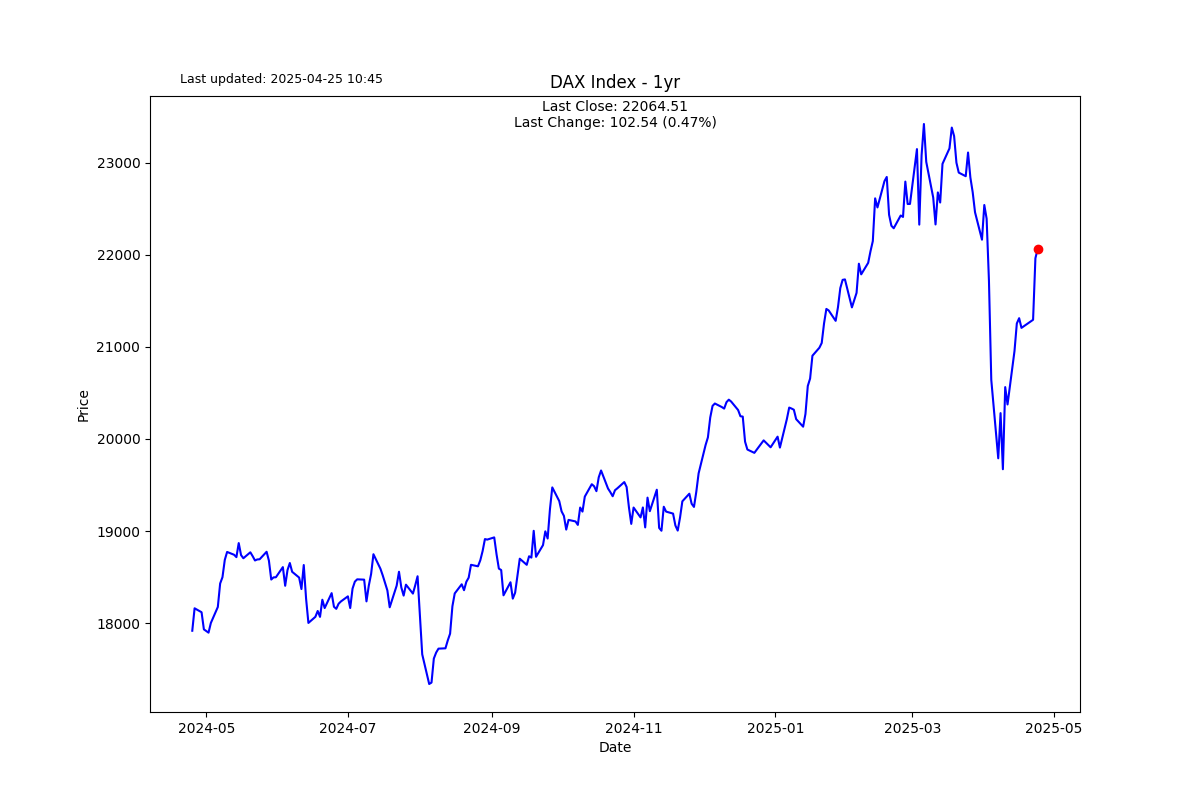 Last updated: 2025-04-25 10:45
DAX Index - 1yr
Last Close: 22064.51
Last Change: 102.54 (0.47%)
23000
22000
21000
20000
19000
18000
Price
2024-05
2024-07
2024-09
2024-11
2025-01
2025-03
2025-05
Date